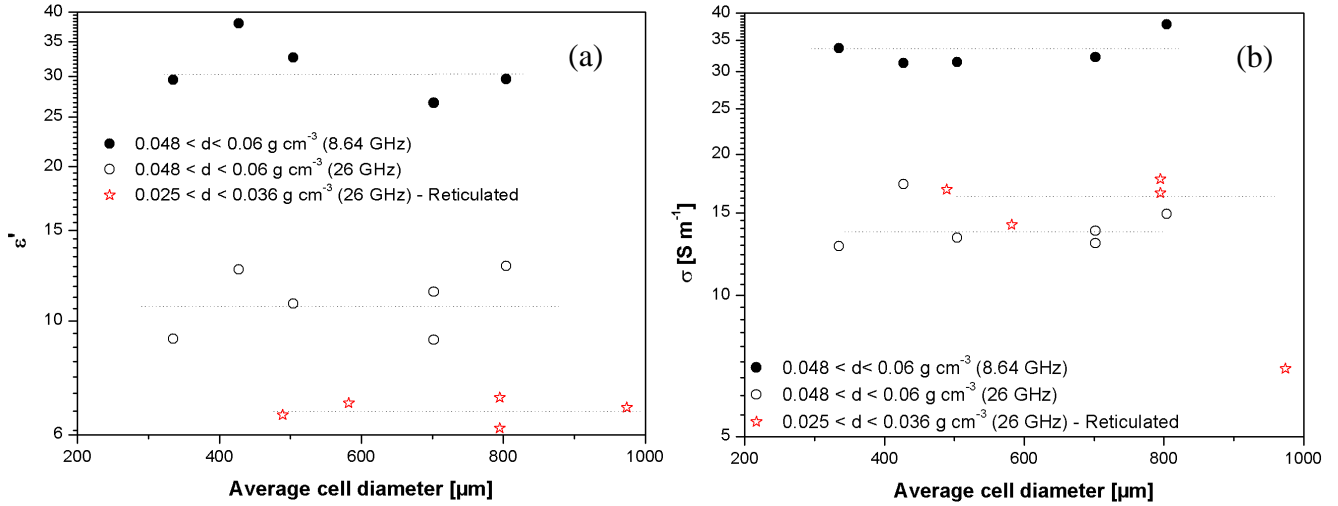 (a)
40
35
30
25
20
15
10
6
ε'
0.048 < d< 0.06 g cm⁻³ (8.64 GHz)
0.048 < d < 0.06 g cm⁻³ (26 GHz)
0.025 < d < 0.036 g cm⁻³ (26 GHz) - Reticulated
200 400 600 800 1000
Average cell diameter [µm]
(b)
40
35
30
25
20
15
10
5
σ [S m⁻¹]
0.048 < d< 0.06 g cm⁻³ (8.64 GHz)
0.048 < d < 0.06 g cm⁻³ (26 GHz)
0.025 < d < 0.036 g cm⁻³ (26 GHz) - Reticulated
200 400 600 800 1000
Average cell diameter [µm]